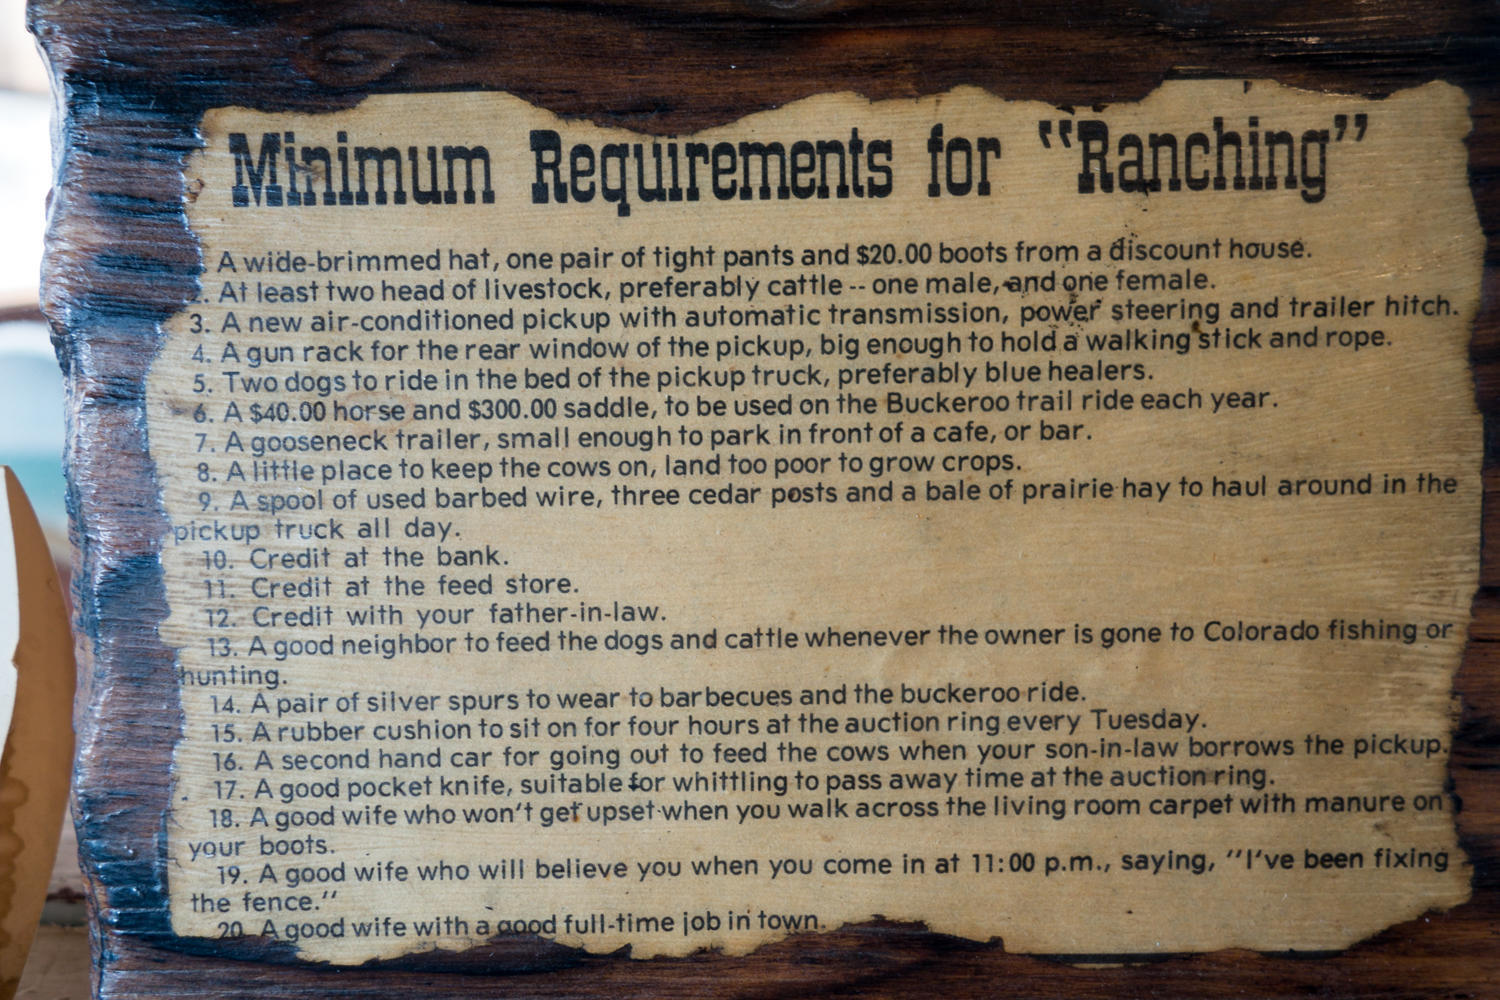 Minimum Requirements for "Ranching"
A wide-brimmed hat, one pair of tight pants and $20.00 boots from a discount house.
2. At least two head of livestock, preferably cattle -- one male, and one female.
3. A new air-conditioned pickup with automatic transmission, power steering and trailer hitch.
4. A gun rack for the rear window of the pickup, big enough to hold a walking stick and rope.
5. Two dogs to ride in the bed of the pickup truck, preferably blue healers.
6. A $40.00 horse and $300.00 saddle, to be used on the Buckeroo trail ride each year.
7. A gooseneck trailer, small enough to park in front of a cafe, or bar.
8. A little place to keep the cows on, land too poor to grow crops.
9. A spool of used barbed wire, three cedar posts and a bale of prairie hay to haul around in the
pickup truck all day.
10. Credit at the bank.
11. Credit at the feed store.
12. Credit with your father-in-law.
13. A good neighbor to feed the dogs and cattle whenever the owner is gone to Colorado fishing or
hunting.
14. A pair of silver spurs to wear to barbecues and the buckeroo ride.
15. A rubber cushion to sit on for four hours at the auction ring every Tuesday.
16. A second hand car for going out to feed the cows when your son-in-law borrows the pickup.
17. A good pocket knife, suitable for whittling to pass away time at the auction ring.
18. A good wife who won't get upset when you walk across the living room carpet with manure on
your boots.
19. A good wife who will believe you when you come in at 11:00 p.m., saying, "I've been fixing
the fence."
20. A good wife with a good full-time job in town.